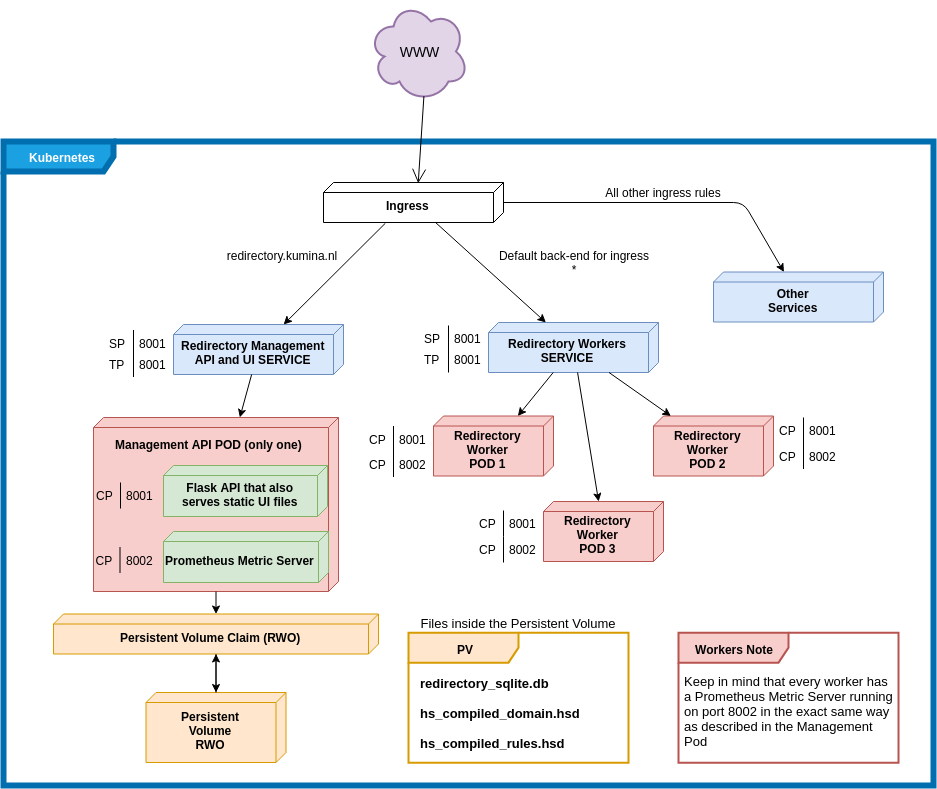 WWW
Kubernetes
All other ingress rules
Ingress
redirectory.kumina.nl
Default back-end for ingress
*
Other
Services
SP 8001
TP 8001
Redirectory Management
API and UI SERVICE
SP 8001
TP 8001
Redirectory Workers
SERVICE
Management API POD (only one)
CP 8001
Flask API that also
serves static UI files
CP 8002
Prometheus Metric Server
CP 8001
CP 8002
Redirectory
Worker
POD 1
Redirectory
Worker
POD 2
CP 8001
CP 8002
CP 8001
CP 8002
Redirectory
Worker
POD 3
Persistent Volume Claim (RWO)
Persistent
Volume
RWO
Files inside the Persistent Volume
PV
redirectory_sqlite.db
hs_compiled_domain.hsd
hs_compiled_rules.hsd
Workers Note
Keep in mind that every worker has
a Prometheus Metric Server running
on port 8002 in the exact same way
as described in the Management
Pod